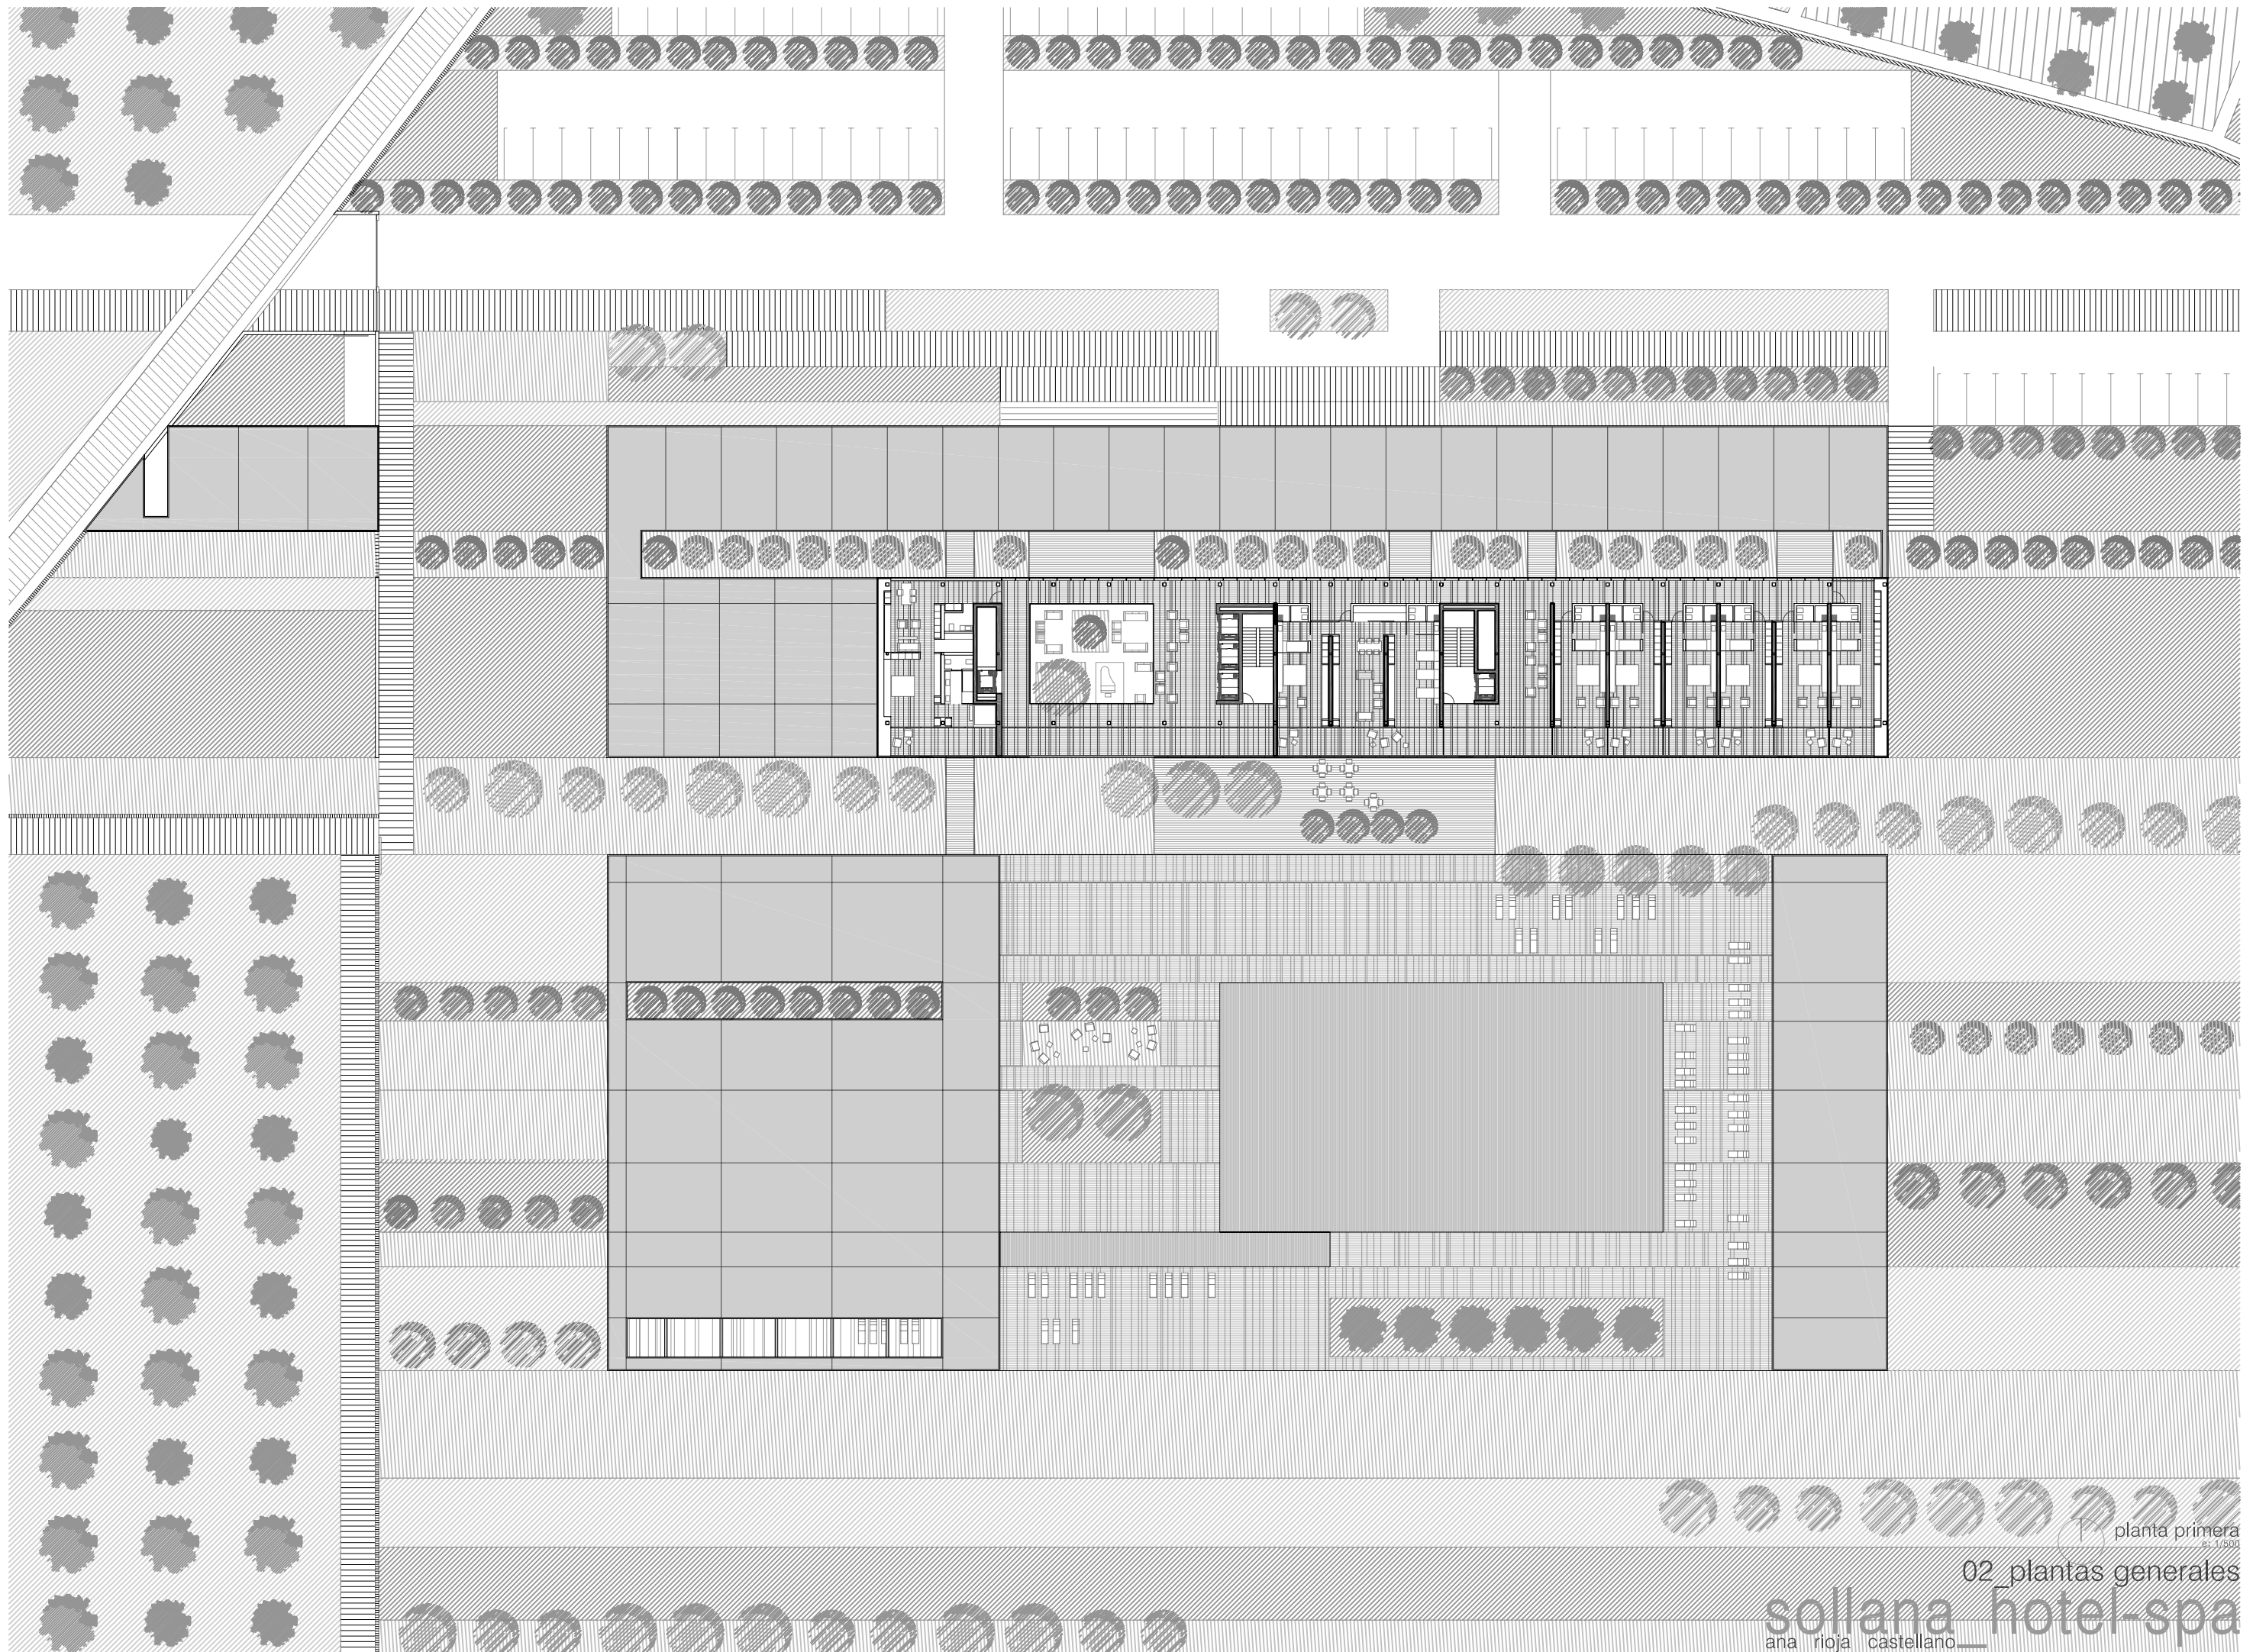 planta primera
e: 1/500
02_plantas generales
sollana_hotel-spa
ana rioja castellano